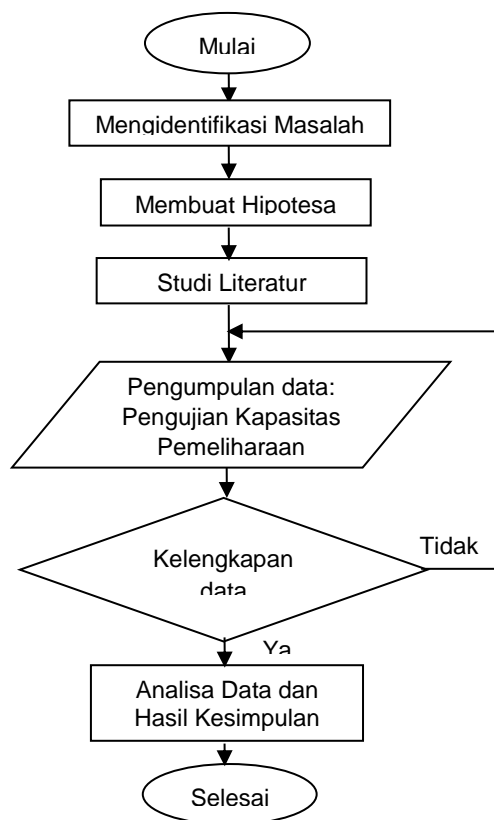 Mulai
Mengidentifikasi Masalah
Membuat Hipotesa
Studi Literatur
Pengumpulan data:
Pengujian Kapasitas
Pemeliharaan
Kelengkapan
data
Tidak
Ya
Analisa Data dan
Hasil Kesimpulan
Selesai